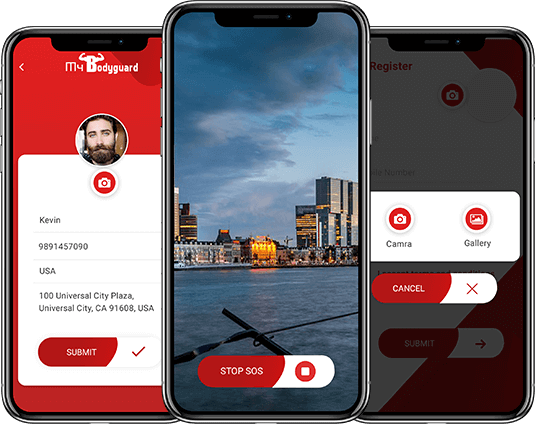 My Bodyguard
Kevin
9891457090
USA
100 Universal City Plaza,
Universal City, CA 91608, USA
SUBMIT
STOP SOS
Register
Number
Camra
Gallery
CANCEL
SUBMIT